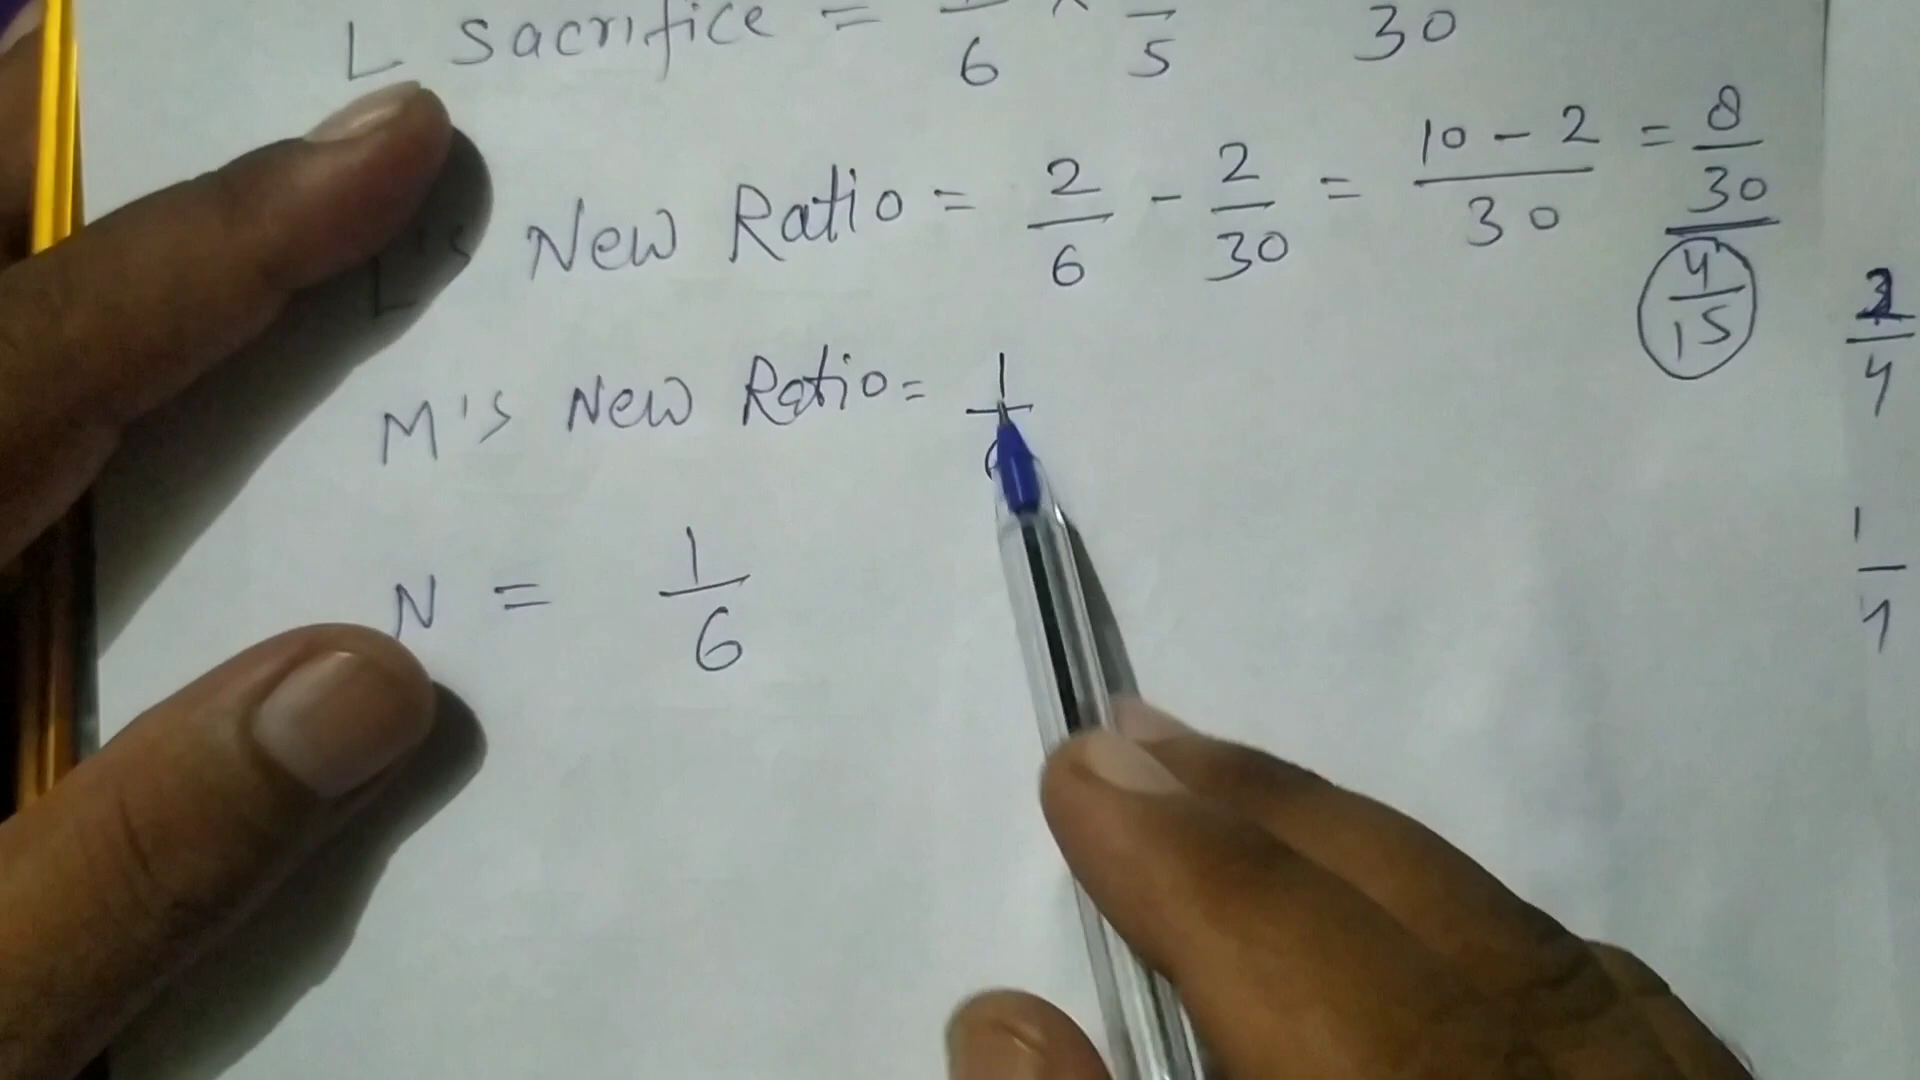 L sacrifice = 1/6 × /5 30
L's New Ratio = 2/6 - 2/30 = 10 - 2/30 = 8/30
4/15
M's New Ratio = 1/
N = 1/6
/4
1/4